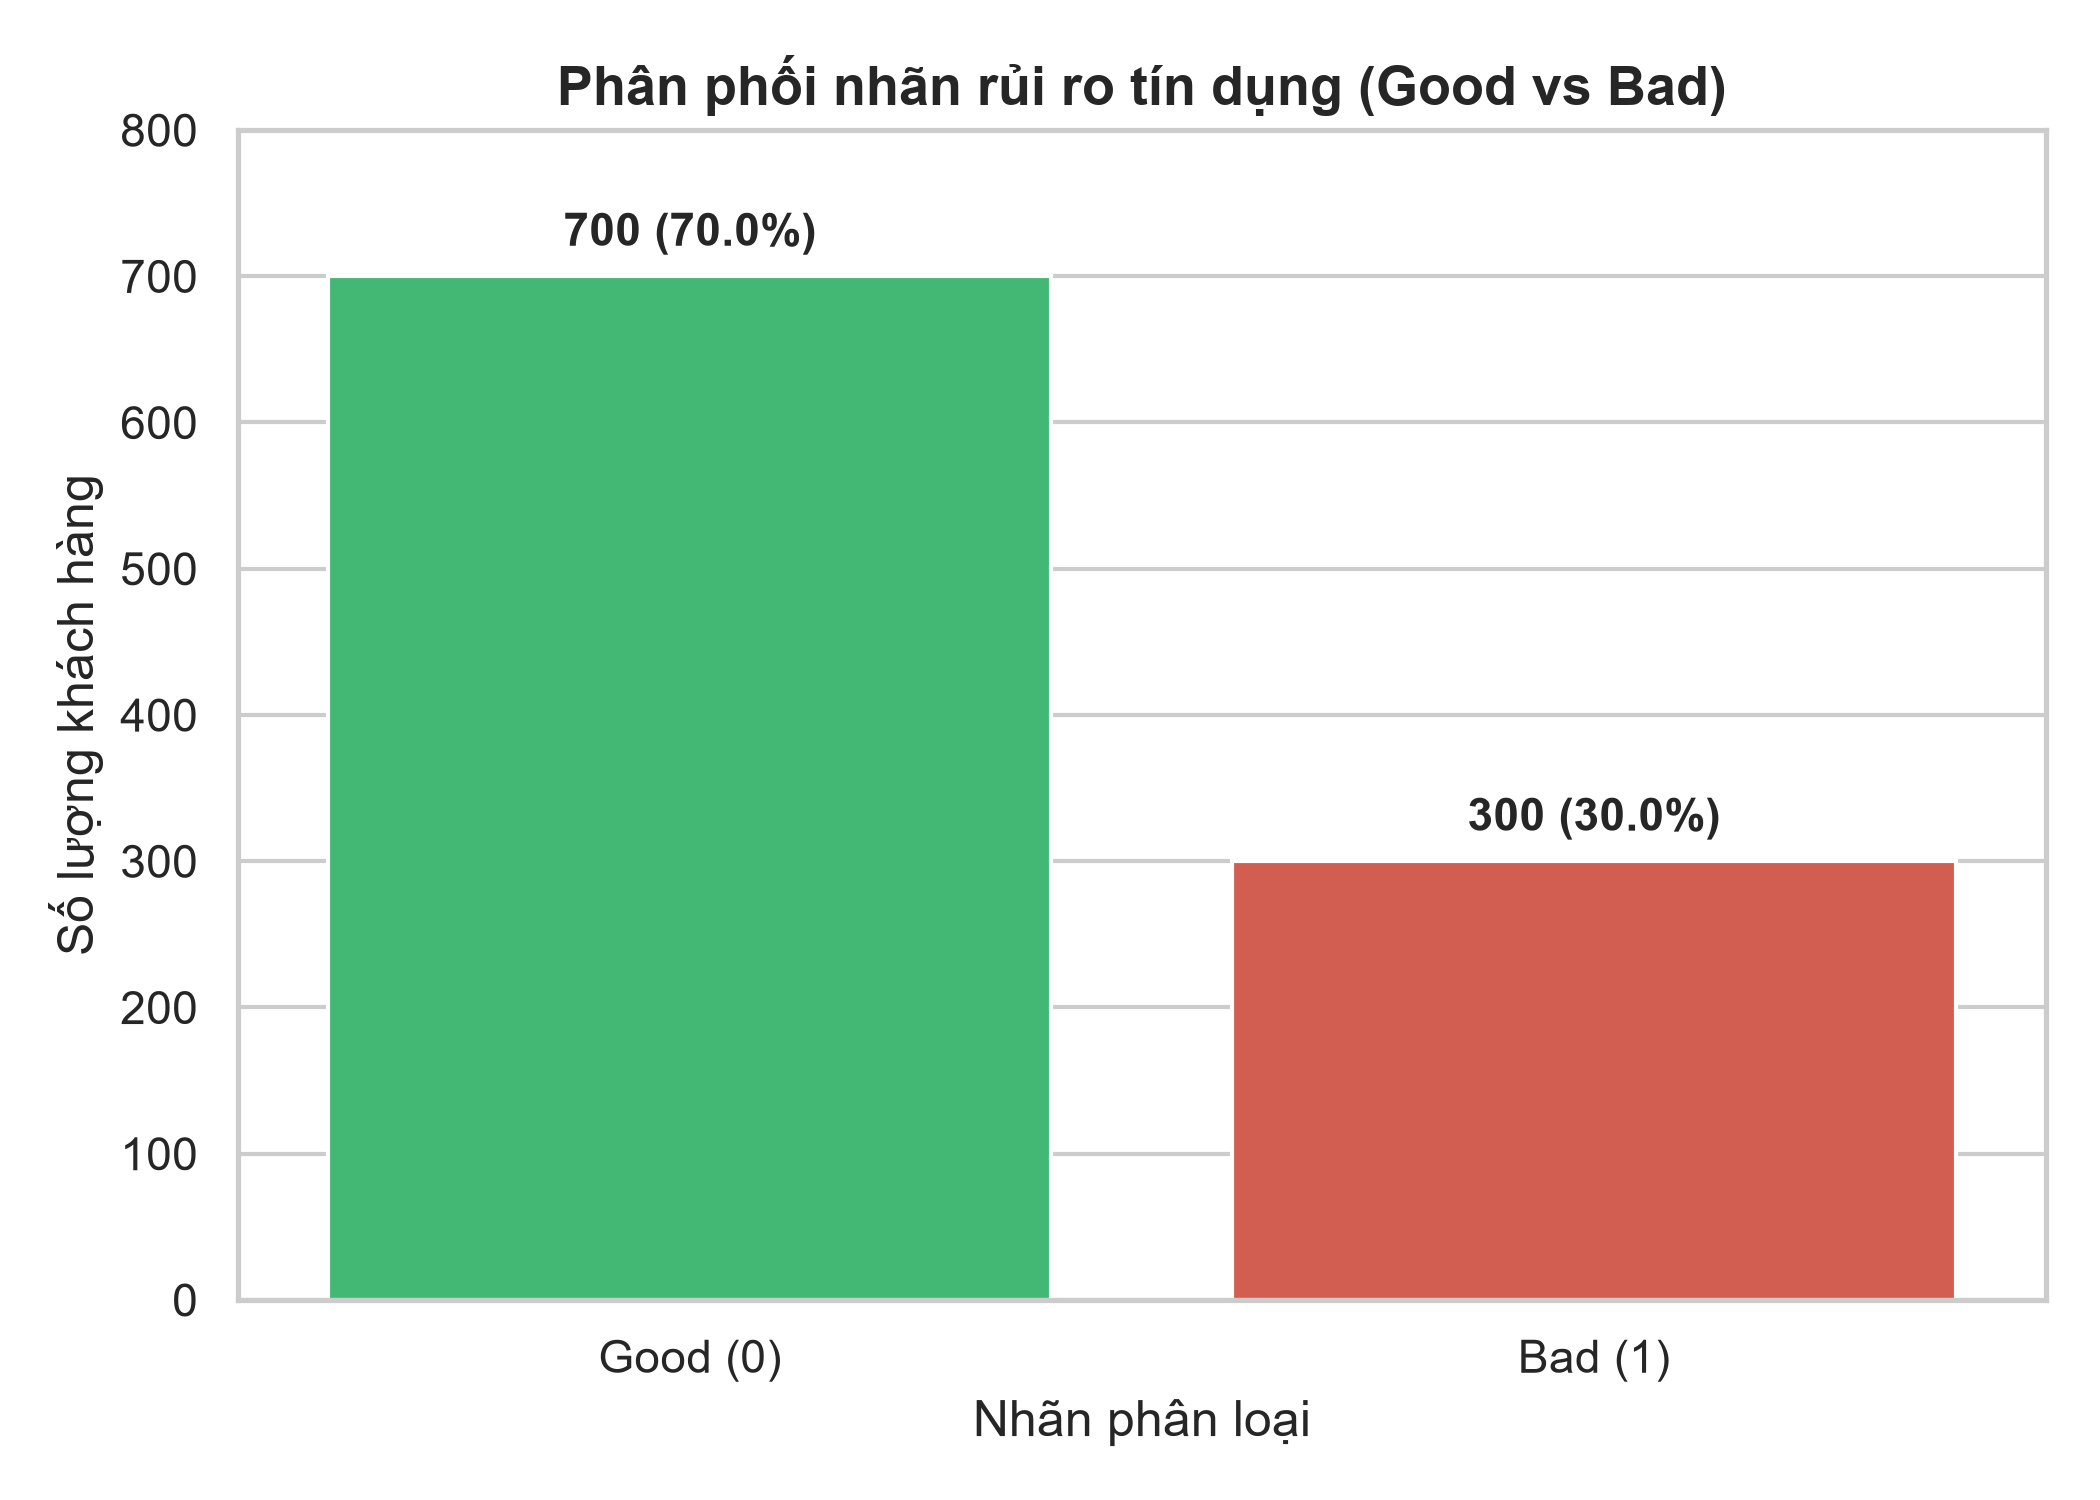 Phân phối nhãn rủi ro tín dụng (Good vs Bad)
Số lượng khách hàng
800
700
600
500
400
300
200
100
0
700 (70.0%)
300 (30.0%)
Good (0)
Bad (1)
Nhãn phân loại